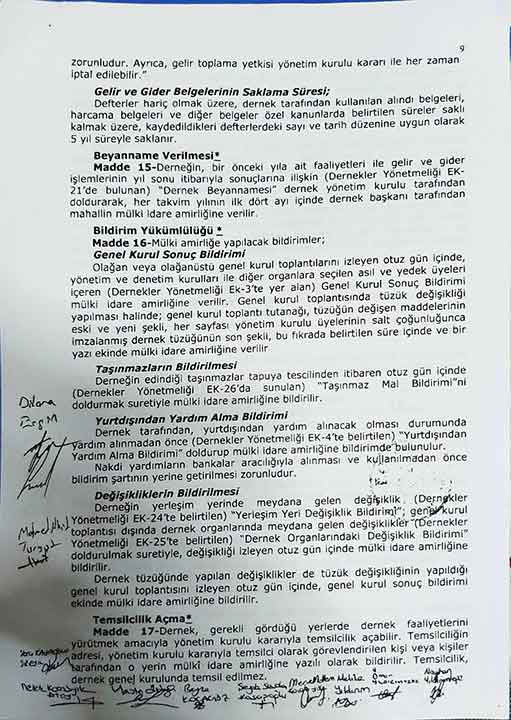 9
zorunludur. Ayrıca, gelir toplama yetkisi yönetim kurulu kararı ile her zaman
iptal edilebilir.”
Gelir ve Gider Belgelerinin Saklama Süresi;
Defterler hariç olmak üzere, dernek tarafından kullanılan alındı belgeleri,
harcama belgeleri ve diğer belgeler özel kanunlarda belirtilen süreler saklı
kalmak üzere, kaydedildikleri defterlerdeki sayı ve tarih düzenine uygun olarak
5 yıl süreyle saklanır.
Beyanname Verilmesi*
Madde 15-Derneğin, bir önceki yıla ait faaliyetleri ile gelir ve gider
işlemlerinin yıl sonu itibarıyla sonuçlarına ilişkin (Dernekler Yönetmeliği EK-
21’de bulunan) “Dernek Beyannamesi” dernek yönetim kurulu tarafından
doldurarak, her takvim yılının ilk dört ayı içinde dernek başkanı tarafından
mahallin mülki idare amirliğine verilir.
Bildirim Yükümlülüğü *
Madde 16-Mülki amirliğe yapılacak bildirimler;
Genel Kurul Sonuç Bildirimi
Olağan veya olağanüstü genel kurul toplantılarını izleyen otuz gün içinde,
yönetim ve denetim kurulları ile diğer organlara seçilen asıl ve yedek üyeleri
içeren (Dernekler Yönetmeliği Ek-3’te yer alan) Genel Kurul Sonuç Bildirimi
mülki idare amirliğine verilir. Genel kurul toplantısında tüzük değişikliği
yapılması halinde; genel kurul toplantı tutanağı, tüzüğün değişen maddelerinin
eski ve yeni şekli, her sayfası yönetim kurulu üyelerinin salt çoğunluğunca
imzalanmış dernek tüzüğünün son şekli, bu fıkrada belirtilen süre içinde ve bir
yazı ekinde mülki idare amirliğine verilir
Taşınmazların Bildirilmesi
Derneğin edindiği taşınmazlar tapuya tescilinden itibaren otuz gün içinde
(Dernekler Yönetmeliği EK-26’da sunulan) “Taşınmaz Mal Bildirimi”ni
doldurmak suretiyle mülki idare amirliğine bildirilir.
Yurtdışından Yardım Alma Bildirimi
Dernek tarafından, yurtdışından yardım alınacak olması durumunda
yardım alınmadan önce (Dernekler Yönetmeliği EK-4’te belirtilen) “Yurtdışından
Yardım Alma Bildirimi” doldurup mülki idare amirliğine bildirimde bulunulur.
Nakdi yardımların bankalar aracılığıyla alınması ve kullanılmadan önce
bildirim şartının yerine getirilmesi zorunludur.
Değişikliklerin Bildirilmesi
Derneğin yerleşim yerinde meydana gelen değişiklik (Dernekler
Yönetmeliği EK-24’te belirtilen) “Yerleşim Yeri Değişiklik Bildirimi”; genel kurul
toplantısı dışında dernek organlarında meydana gelen değişiklikler (Dernekler
Yönetmeliği EK-25’te belirtilen) “Dernek Organlarındaki Değişiklik Bildirimi”
doldurulmak suretiyle, değişikliği izleyen otuz gün içinde mülki idare amirliğine
bildirilir.
Dernek tüzüğünde yapılan değişiklikler de tüzük değişikliğinin yapıldığı
genel kurul toplantısını izleyen otuz gün içinde, genel kurul sonuç bildirimi
ekinde mülki idare amirliğine bildirilir.
Temsilcilik Açma*
Madde 17-Dernek, gerekli gördüğü yerlerde dernek faaliyetlerini
yürütmek amacıyla yönetim kurulu kararıyla temsilcilik açabilir. Temsilciliğin
adresi, yönetim kurulu kararıyla temsilci olarak görevlendirilen kişi veya kişiler
tarafından o yerin mülki idare amirliğine yazılı olarak bildirilir. Temsilcilik,
dernek genel kurulunda temsil edilmez.
Dilara